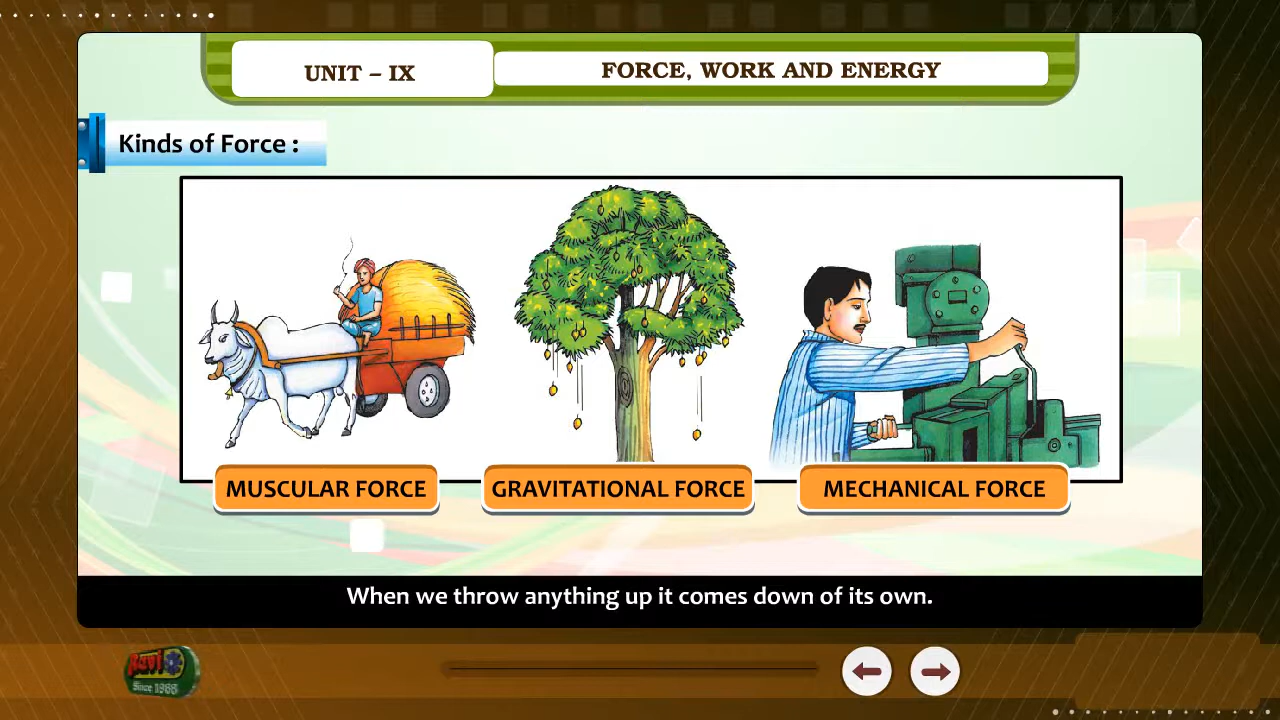 UNIT – IX
FORCE, WORK AND ENERGY
Kinds of Force :
MUSCULAR FORCE
GRAVITATIONAL FORCE
MECHANICAL FORCE
When we throw anything up it comes down of its own.
Ravi
Since 1968